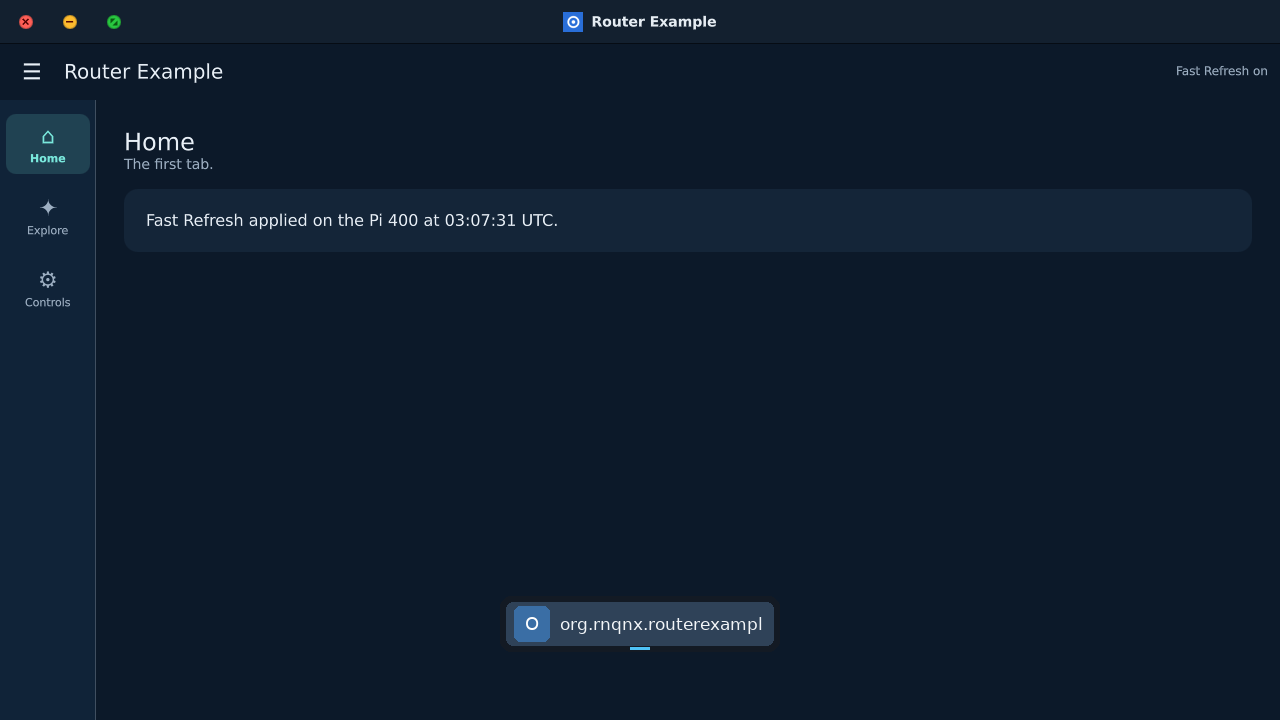 Router Example
Router Example
Fast Refresh on
Home
Explore
Controls
Home
The first tab.
Fast Refresh applied on the Pi 400 at 03:07:31 UTC.
O
org.rnqnx.routerexampl